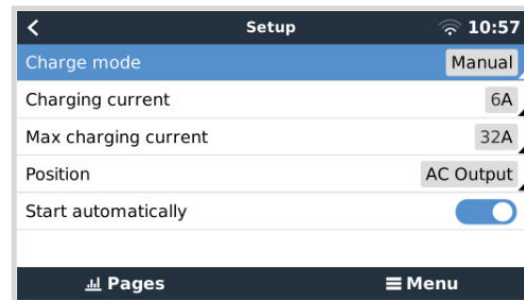 Setup 10:57
Charge mode Manual
Charging current 6A
Max charging current 32A
Position AC Output
Start automatically
Pages Menu